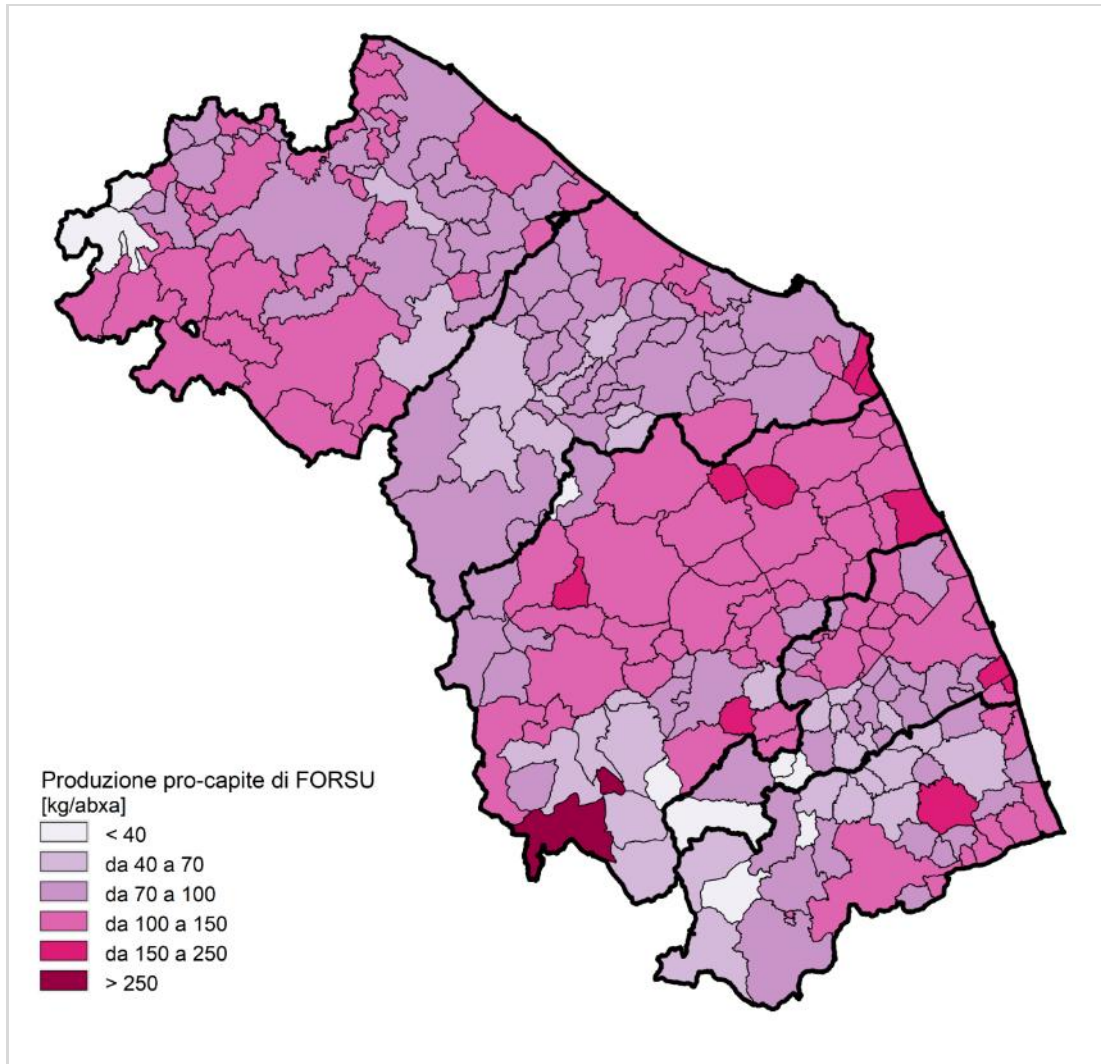 Produzione pro-capite di FORSU
[kg/abxa]
< 40
da 40 a 70
da 70 a 100
da 100 a 150
da 150 a 250
> 250